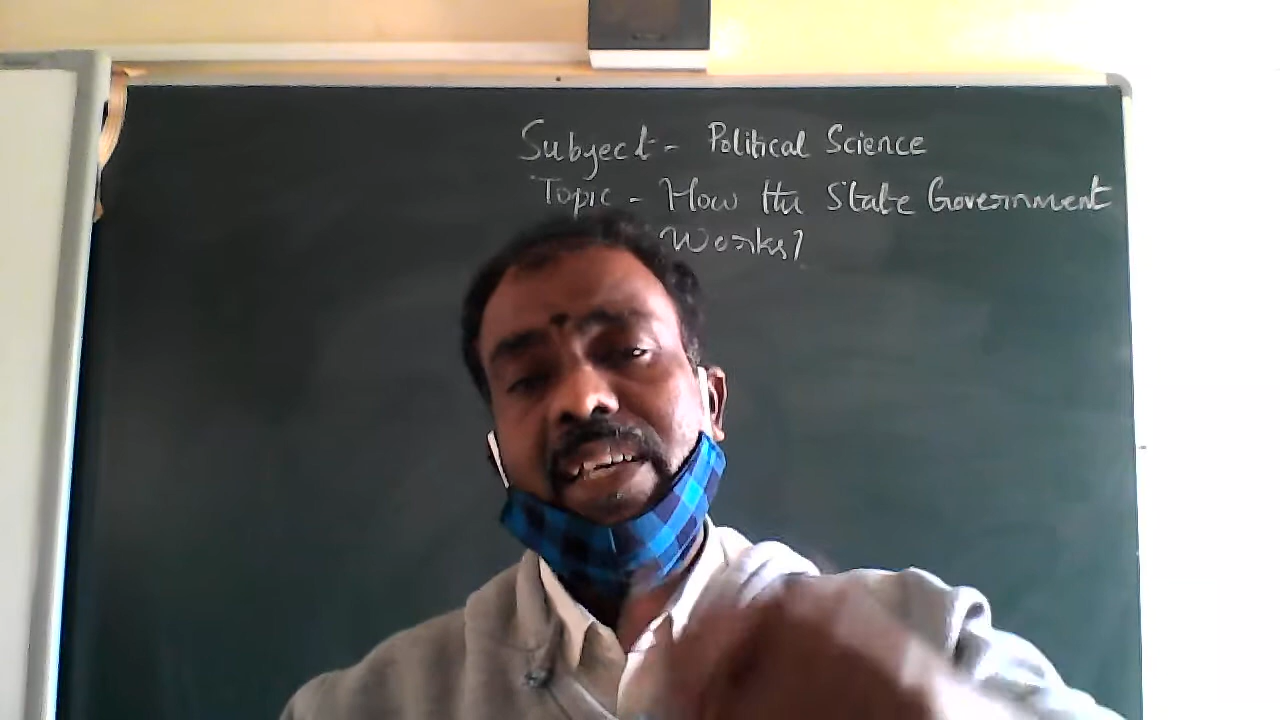 Subject - Political Science
Topic - How the State Government
Works?